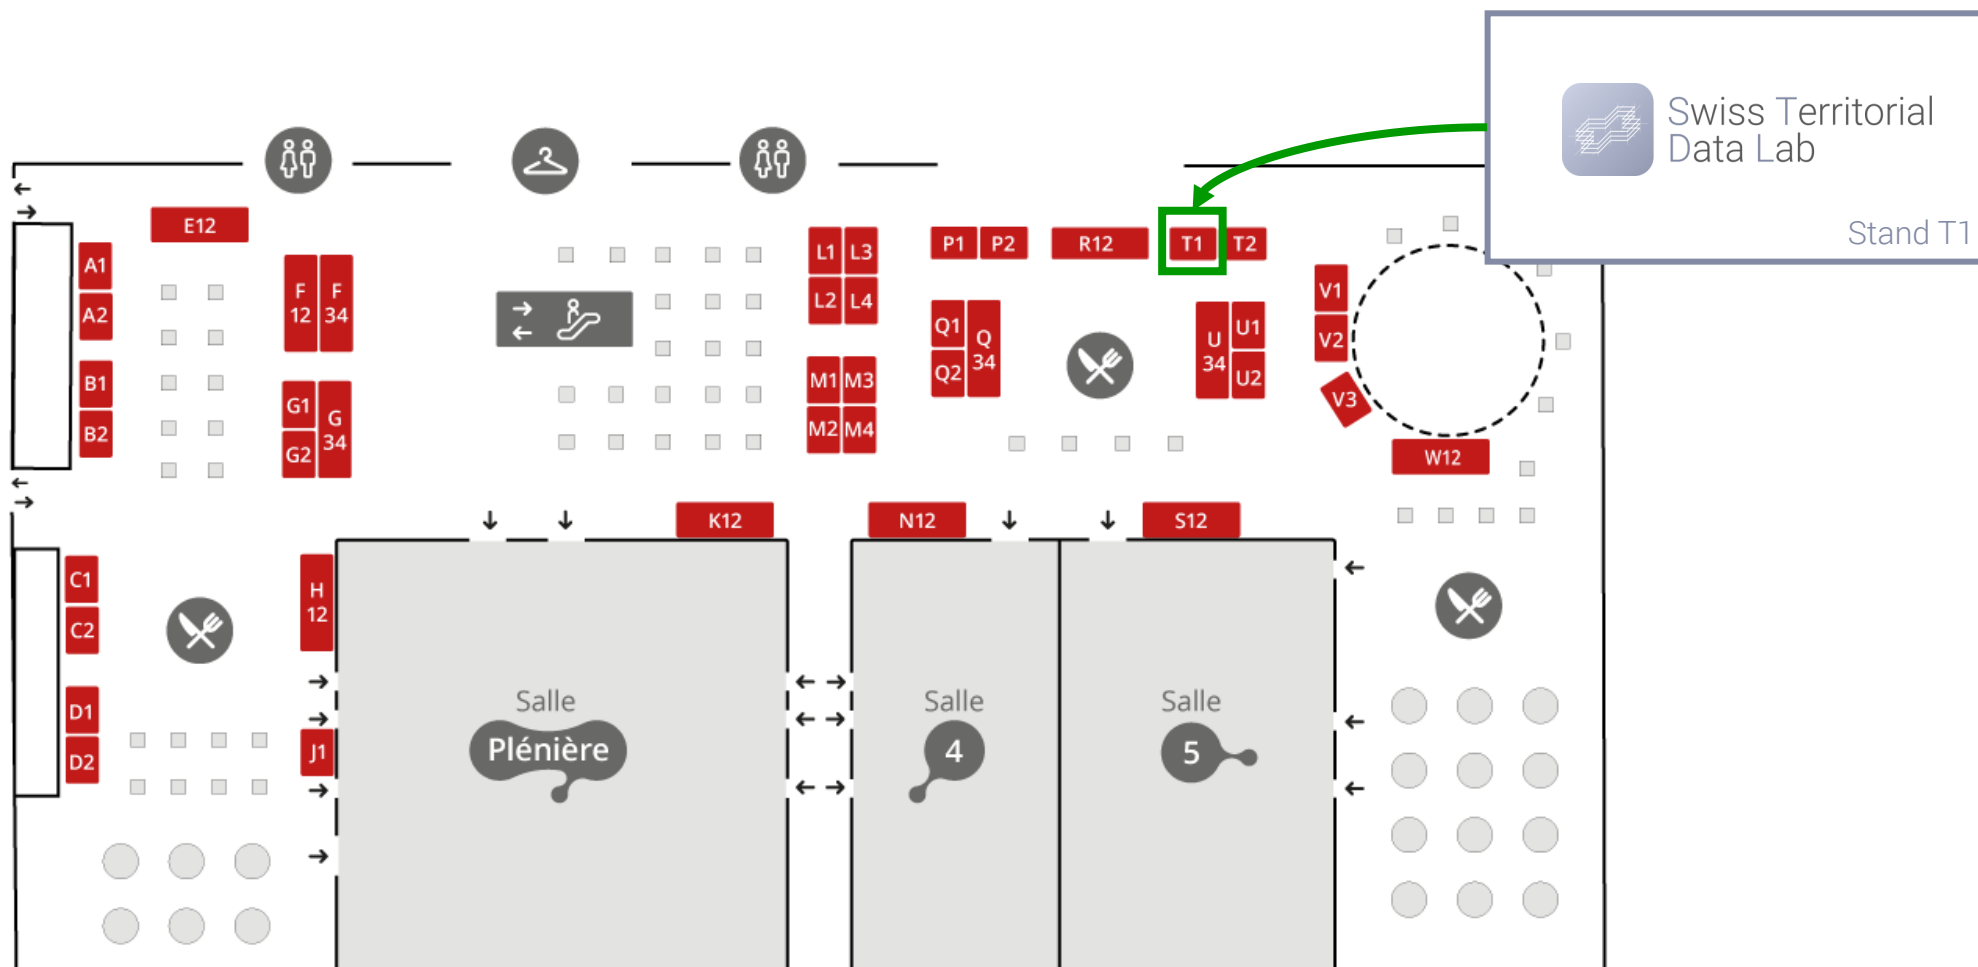 Swiss Territorial
Data Lab
Stand T1
E12
A1
A2
B1
B2
F
12
F
34
G1
G2
G
34
L1
L3
L2
L4
M1
M3
M2
M4
P1
P2
R12
T1
T2
Q1
Q2
Q
34
U
34
U1
U2
V1
V2
V3
W12
K12
N12
S12
C1
C2
D1
D2
H
12
J1
Salle
Plénière
Salle
4
Salle
5